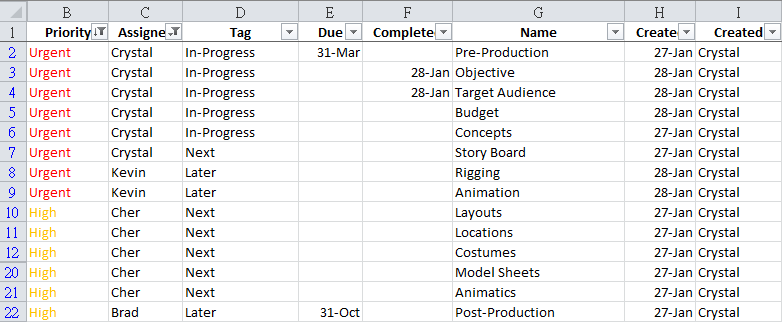 B C D E F G H I
1 Priority Assigne Tag Due Complete Name Create Created
2 Urgent Crystal In-Progress 31-Mar Pre-Production 27-Jan Crystal
3 Urgent Crystal In-Progress 28-Jan Objective 28-Jan Crystal
4 Urgent Crystal In-Progress 28-Jan Target Audience 28-Jan Crystal
5 Urgent Crystal In-Progress Budget 28-Jan Crystal
6 Urgent Crystal In-Progress Concepts 27-Jan Crystal
7 Urgent Crystal Next Story Board 27-Jan Crystal
8 Urgent Kevin Later Rigging 28-Jan Crystal
9 Urgent Kevin Later Animation 28-Jan Crystal
10 High Cher Next Layouts 27-Jan Crystal
11 High Cher Next Locations 27-Jan Crystal
12 High Cher Next Costumes 27-Jan Crystal
20 High Cher Next Model Sheets 27-Jan Crystal
21 High Cher Next Animatics 27-Jan Crystal
22 High Brad Later 31-Oct Post-Production 27-Jan Crystal